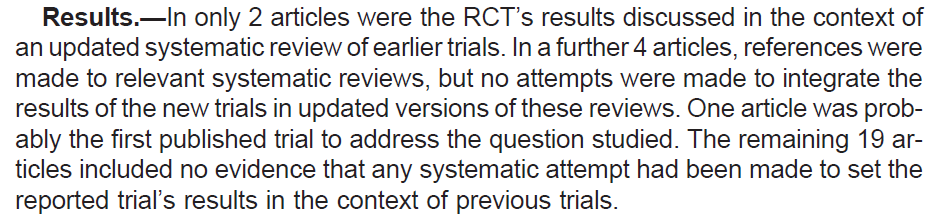 Results.—In only 2 articles were the RCT’s results discussed in the context of
an updated systematic review of earlier trials. In a further 4 articles, references were
made to relevant systematic reviews, but no attempts were made to integrate the
results of the new trials in updated versions of these reviews. One article was prob-
ably the first published trial to address the question studied. The remaining 19 ar-
ticles included no evidence that any systematic attempt had been made to set the
reported trial’s results in the context of previous trials.